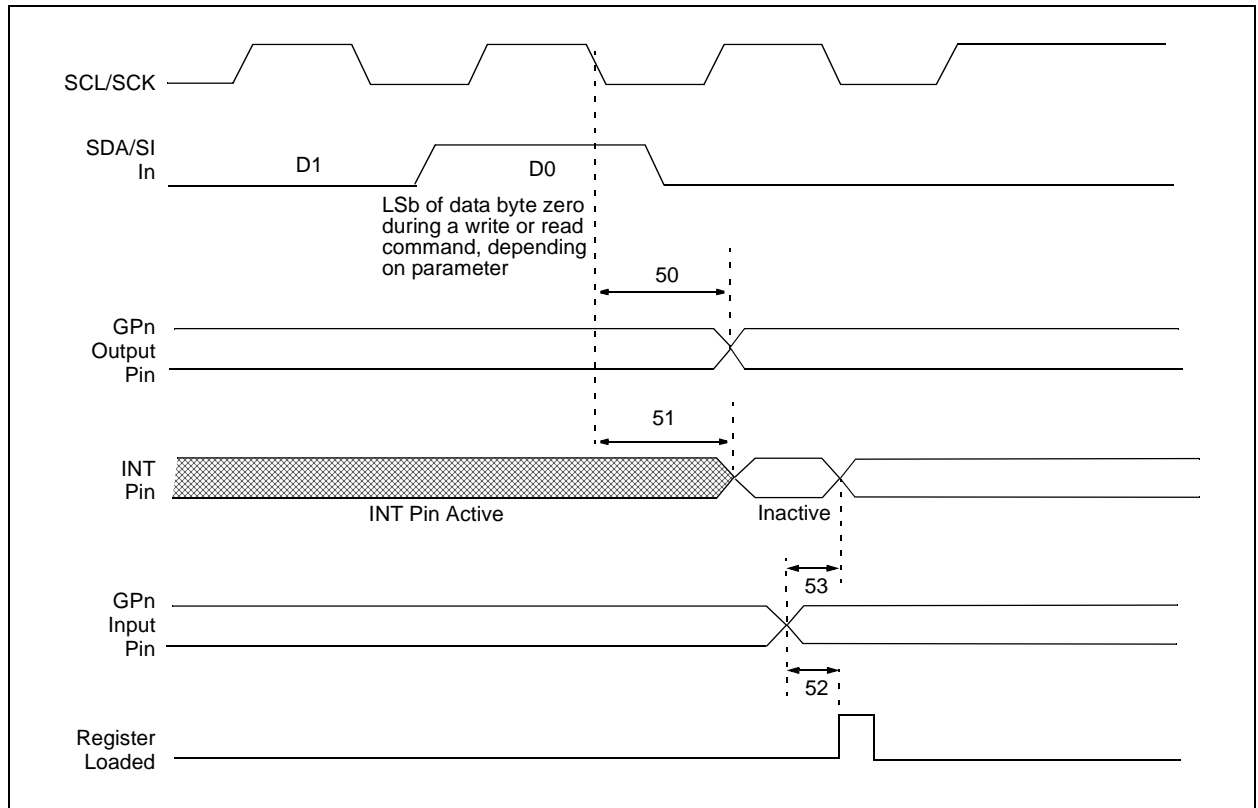 SCL/SCK
SDA/SI
In
D1
D0
LSb of data byte zero
during a write or read
command, depending
on parameter
50
GPn
Output
Pin
51
INT
Pin
INT Pin Active
Inactive
53
GPn
Input
Pin
52
Register
Loaded